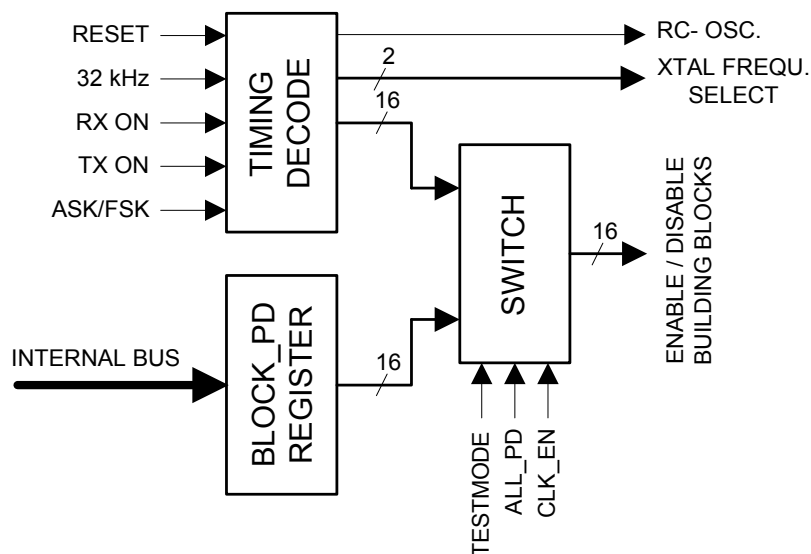 RESET
32 kHz
RX ON
TX ON
ASK/FSK
TIMING
DECODE
2
16
RC- OSC.
XTAL FREQU.
SELECT
SWITCH
16
ENABLE / DISABLE
BUILDING BLOCKS
INTERNAL BUS
BLOCK_PD
REGISTER
16
TESTMODE
ALL_PD
CLK_EN